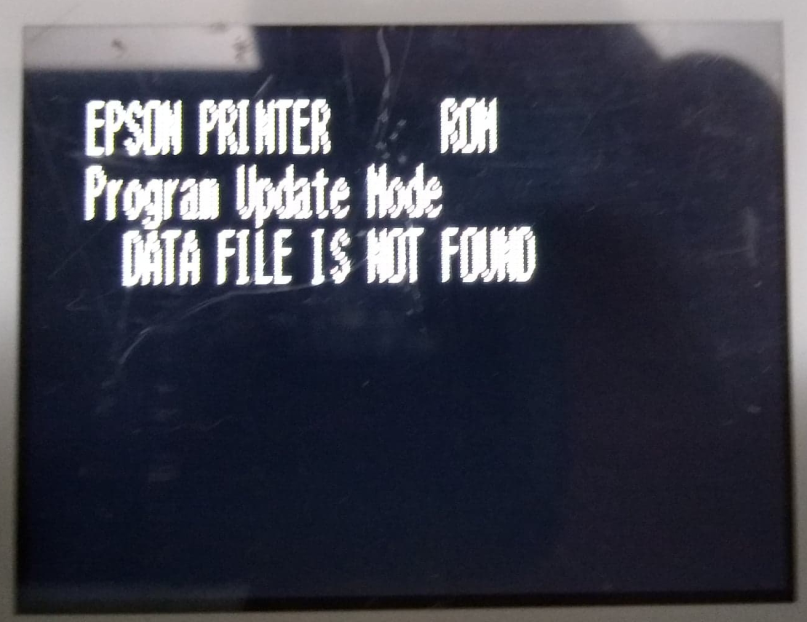 EPSON PRINTER ROM
Program Update Mode
DATA FILE IS NOT FOUND